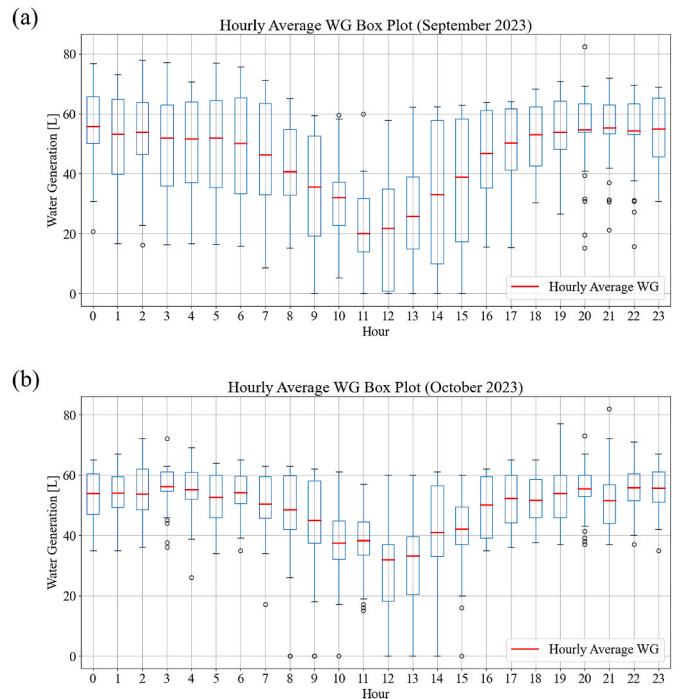 (a)
Hourly Average WG Box Plot (September 2023)
80
60
40
20
0
Water Generation [L]
Hourly Average WG
0 1 2 3 4 5 6 7 8 9 10 11 12 13 14 15 16 17 18 19 20 21 22 23
Hour
(b)
Hourly Average WG Box Plot (October 2023)
80
60
40
20
0
Water Generation [L]
Hourly Average WG
0 1 2 3 4 5 6 7 8 9 10 11 12 13 14 15 16 17 18 19 20 21 22 23
Hour